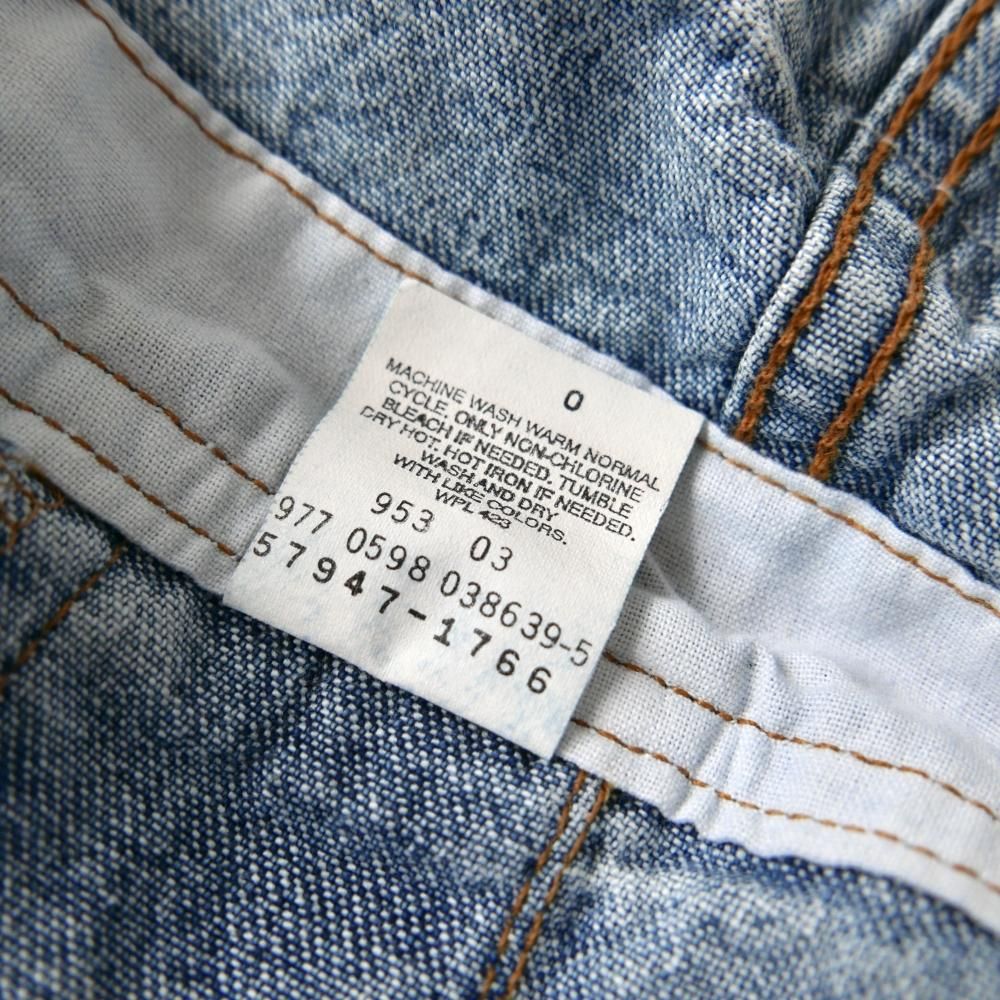 0
MACHINE WASH WARM NORMAL
CYCLE. ONLY NON-CHLORINE
BLEACH IF NEEDED. TUMBLE
DRY HOT. HOT IRON IF NEEDED.
WASH AND DRY
WITH LIKE COLORS.
WPL 423
953 03
977 0598 038639-5
57947-1766